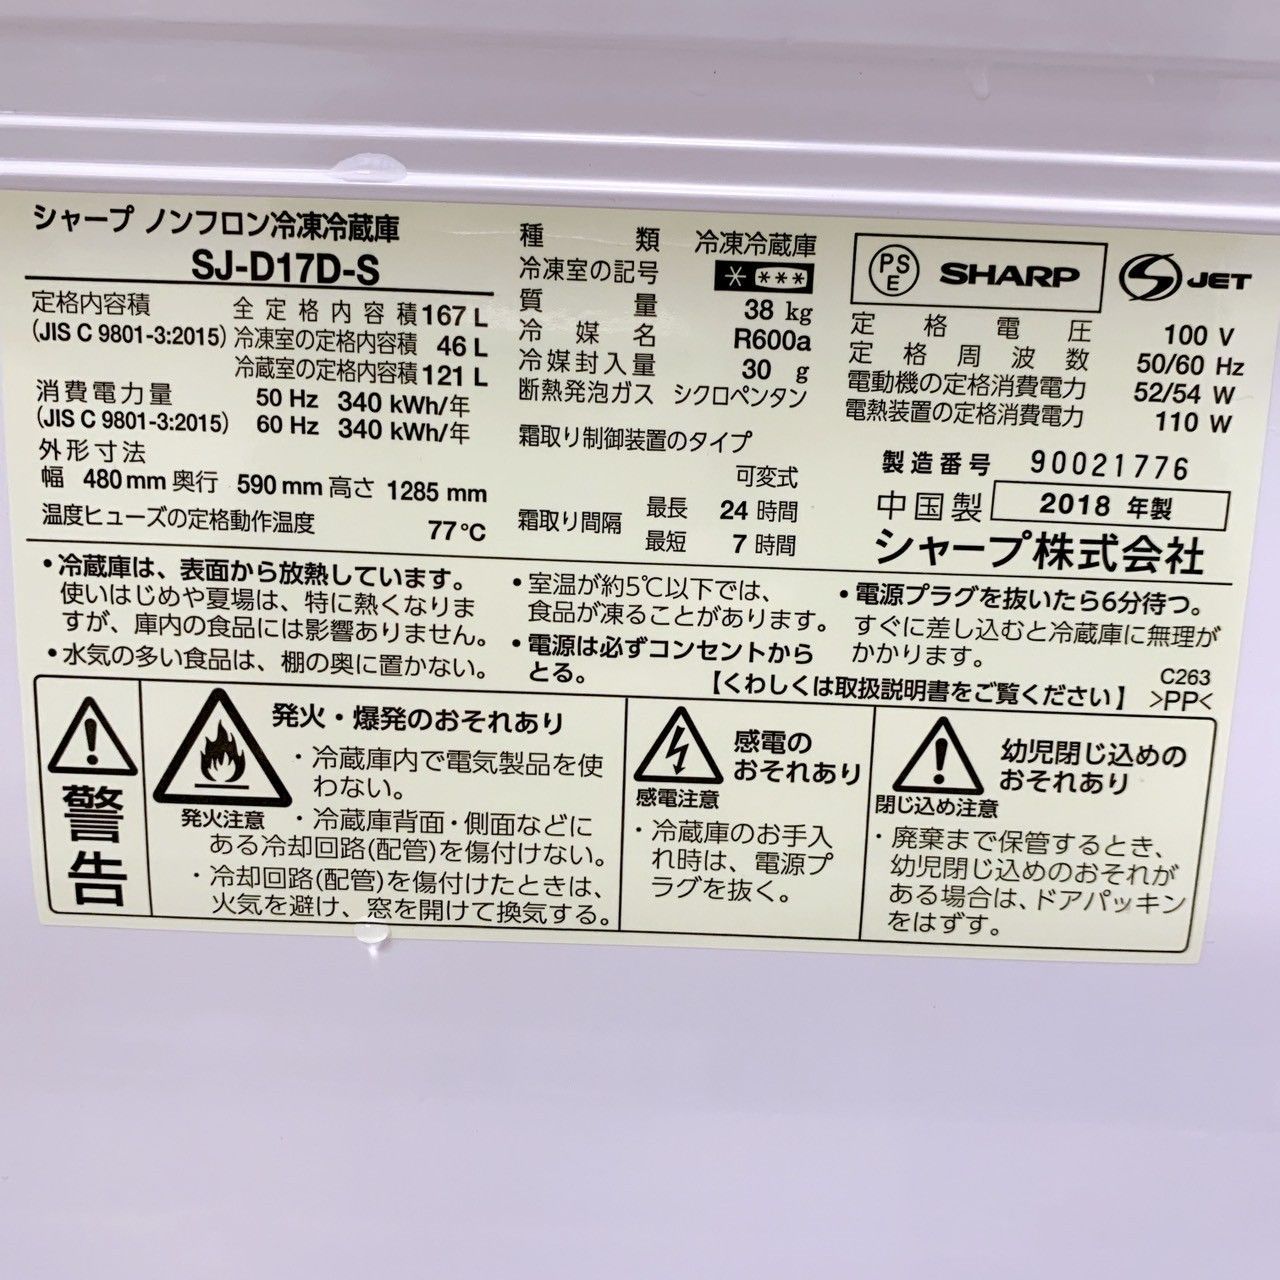 シャープ ノンフロン冷凍冷蔵庫
SJ-D17D-S
定格内容積 全定格内容積 167 L
(JIS C 9801-3:2015) 冷凍室の定格内容積 46 L
冷蔵室の定格内容積 121 L
消費電力量 50 Hz 340 kWh/年
(JIS C 9801-3:2015) 60 Hz 340 kWh/年
外形寸法
幅 480 mm 奥行 590 mm 高さ 1285 mm
温度ヒューズの定格動作温度 77℃
種類 冷凍冷蔵庫
冷凍室の記号 * ***
質量 38 kg
冷媒名 R600a
冷媒封入量 30 g
断熱発泡ガス シクロペンタン
霜取り制御装置のタイプ
可変式
霜取り間隔 最長 24 時間
最短 7 時間
PSE SHARP S JET
定格電圧 100 V
定格周波数 50/60 Hz
電動機の定格消費電力 52/54 W
電熱装置の定格消費電力 110 W
製造番号 90021776
中国製 2018 年製
シャープ株式会社
・冷蔵庫は、表面から放熱しています。
使いはじめや夏場は、特に熱くなりま
すが、庫内の食品には影響ありません。
・水気の多い食品は、棚の奥に置かない。
・室温が約5℃以下では、
食品が凍ることがあります。
・電源は必ずコンセントから
とる。
・電源プラグを抜いたら6分待つ。
すぐに差し込むと冷蔵庫に無理が
かかります。
【くわしくは取扱説明書をご覧ください】
C263
>PP<
警告
発火・爆発のおそれあり
発火注意
・冷蔵庫内で電気製品を使
わない。
・冷蔵庫背面・側面などに
ある冷却回路(配管)を傷付けない。
・冷却回路(配管)を傷付けたときは、
火気を避け、窓を開けて換気する。
感電の
おそれあり
感電注意
・冷蔵庫のお手入
れ時は、電源プ
ラグを抜く。
幼児閉じ込めの
おそれあり
閉じ込め注意
・廃棄まで保管するとき、
幼児閉じ込めのおそれが
ある場合は、ドアパッキン
をはずす。